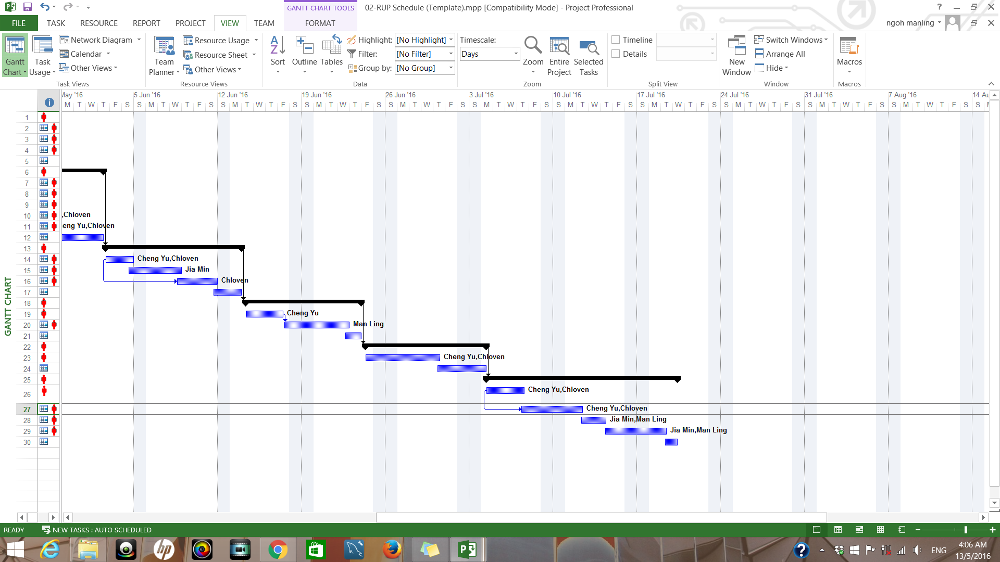 GANTT CHART TOOLS
02-RUP Schedule (Template).mpp [Compatibility Mode] - Project Professional
FILE TASK RESOURCE REPORT PROJECT VIEW TEAM FORMAT
ngoh manling
Gantt Chart
Task Usage
Network Diagram
Calendar
Other Views
Task Views
Team Planner
Resource Usage
Resource Sheet
Other Views
Resource Views
Sort
Outline
Tables
Highlight: [No Highlight]
Filter: [No Filter]
Group by: [No Group]
Data
Timescale:
Days
Zoom
Entire Project
Selected Tasks
Zoom
Timeline
Details
Split View
New Window
Switch Windows
Arrange All
Hide
Window
Macros
Macros
May '16 5 Jun '16 12 Jun '16 19 Jun '16 26 Jun '16 3 Jul '16 10 Jul '16 17 Jul '16 24 Jul '16 31 Jul '16 7 Aug '16 14 Au
M T W T F S S M T W T F S S M T W T F S S M T W T F S S M T W T F S S M T W T F S S M T W T F S S M T W T F S S M T W T F S S M T W T F S S M T W T F S S M
GANTT CHART
1
2
3
4
5
6
7
8
9
10 ,Chloven
11 eng Yu,Chloven
12
13
14 Cheng Yu,Chloven
15 Jia Min
16 Chloven
17
18
19 Cheng Yu
20 Man Ling
21
22
23 Cheng Yu,Chloven
24
25
26 Cheng Yu,Chloven
27 Cheng Yu,Chloven
28 Jia Min,Man Ling
29 Jia Min,Man Ling
30
READY NEW TASKS : AUTO SCHEDULED
hp
ENG
4:06 AM
13/5/2016